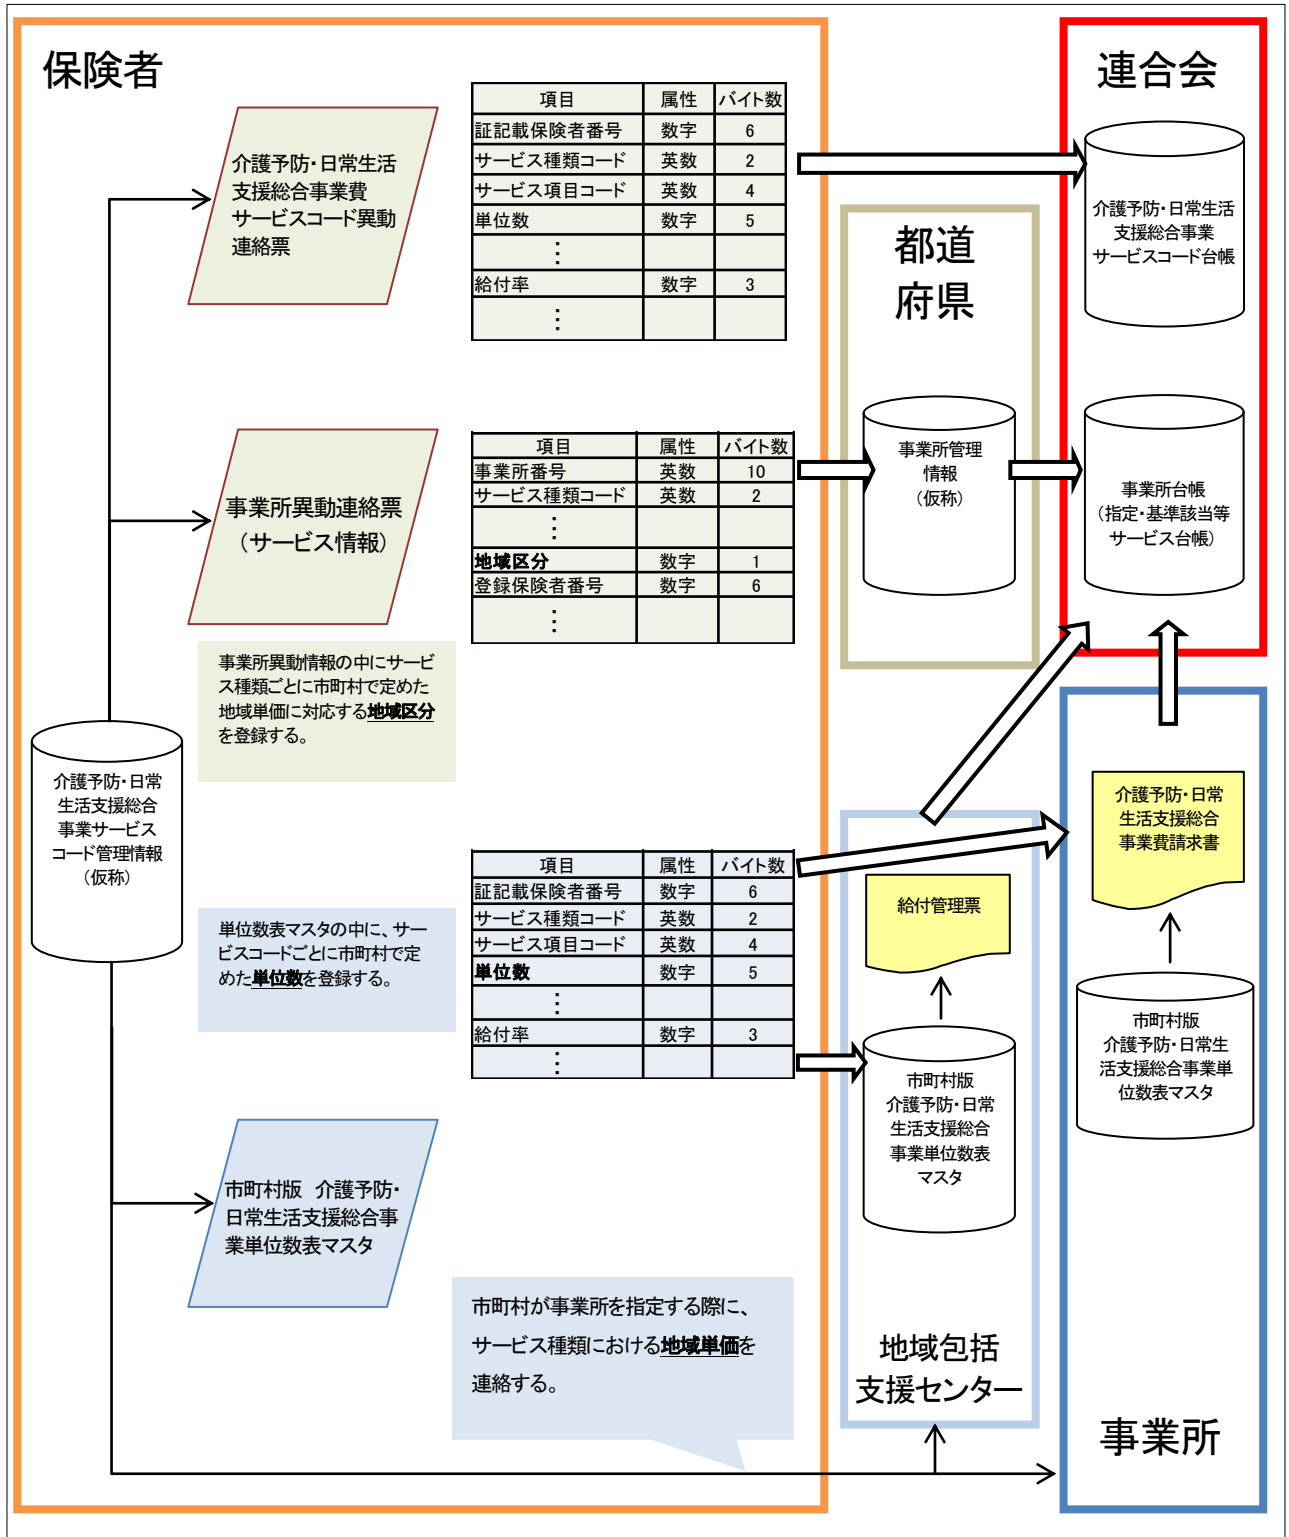 保険者
介護予防・日常生活
支援総合事業費
サービスコード異動
連絡票
項目 属性 バイト数
証記載保険者番号 数字 6
サービス種類コード 英数 2
サービス項目コード 英数 4
単位数 数字 5
：
給付率 数字 3
：
都道
府県
連合会
介護予防・日常生活
支援総合事業
サービスコード台帳
事業所異動連絡票
（サービス情報）
項目 属性 バイト数
事業所番号 英数 10
サービス種類コード 英数 2
：
地域区分 数字 1
登録保険者番号 数字 6
：
事業所管理
情報
（仮称）
事業所台帳
（指定・基準該当等
サービス台帳）
事業所異動情報の中にサービ
ス種類ごとに市町村で定めた
地域単価に対応する地域区分
を登録する。
介護予防・日常
生活支援総合
事業サービス
コード管理情報
（仮称）
単位数表マスタの中に、サー
ビスコードごとに市町村で定
めた単位数を登録する。
項目 属性 バイト数
証記載保険者番号 数字 6
サービス種類コード 英数 2
サービス項目コード 英数 4
単位数 数字 5
：
給付率 数字 3
：
給付管理票
市町村版
介護予防・日常
生活支援総合
事業単位数表
マスタ
介護予防・日常
生活支援総合
事業費請求書
市町村版
介護予防・日常生
活支援総合事業単
位数表マスタ
市町村版　介護予防・
日常生活支援総合事
業単位数表マスタ
市町村が事業所を指定する際に、
サービス種類における地域単価を
連絡する。
地域包括
支援センター
事業所